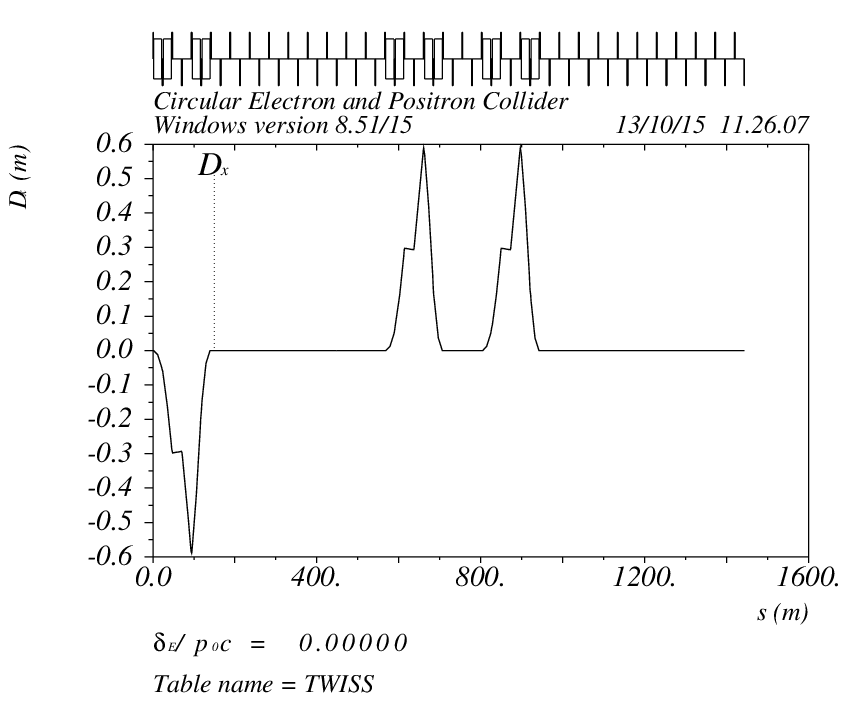 Circular Electron and Positron Collider
Windows version 8.51/15 13/10/15 11.26.07
D (m)
Dx
0.6
0.5
0.4
0.3
0.2
0.1
0.0
-0.1
-0.2
-0.3
-0.4
-0.5
-0.6
0.0 400. 800. 1200. 1600.
s (m)
δE/ p0c = 0.00000
Table name = TWISS